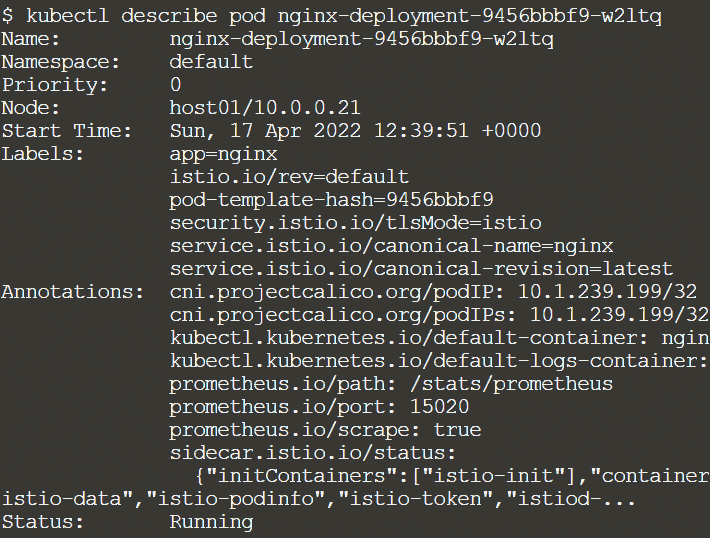 $ kubectl describe pod nginx-deployment-9456bbbf9-w2ltq
Name:         nginx-deployment-9456bbbf9-w2ltq
Namespace:    default
Priority:     0
Node:         host01/10.0.0.21
Start Time:   Sun, 17 Apr 2022 12:39:51 +0000
Labels:       app=nginx
              istio.io/rev=default
              pod-template-hash=9456bbbf9
              security.istio.io/tlsMode=istio
              service.istio.io/canonical-name=nginx
              service.istio.io/canonical-revision=latest
Annotations:  cni.projectcalico.org/podIP: 10.1.239.199/32
              cni.projectcalico.org/podIPs: 10.1.239.199/32
              kubectl.kubernetes.io/default-container: ngin
              kubectl.kubernetes.io/default-logs-container:
              prometheus.io/path: /stats/prometheus
              prometheus.io/port: 15020
              prometheus.io/scrape: true
              sidecar.istio.io/status:
                {"initContainers":["istio-init"],"container
istio-data","istio-podinfo","istio-token","istiod-...
Status:       Running